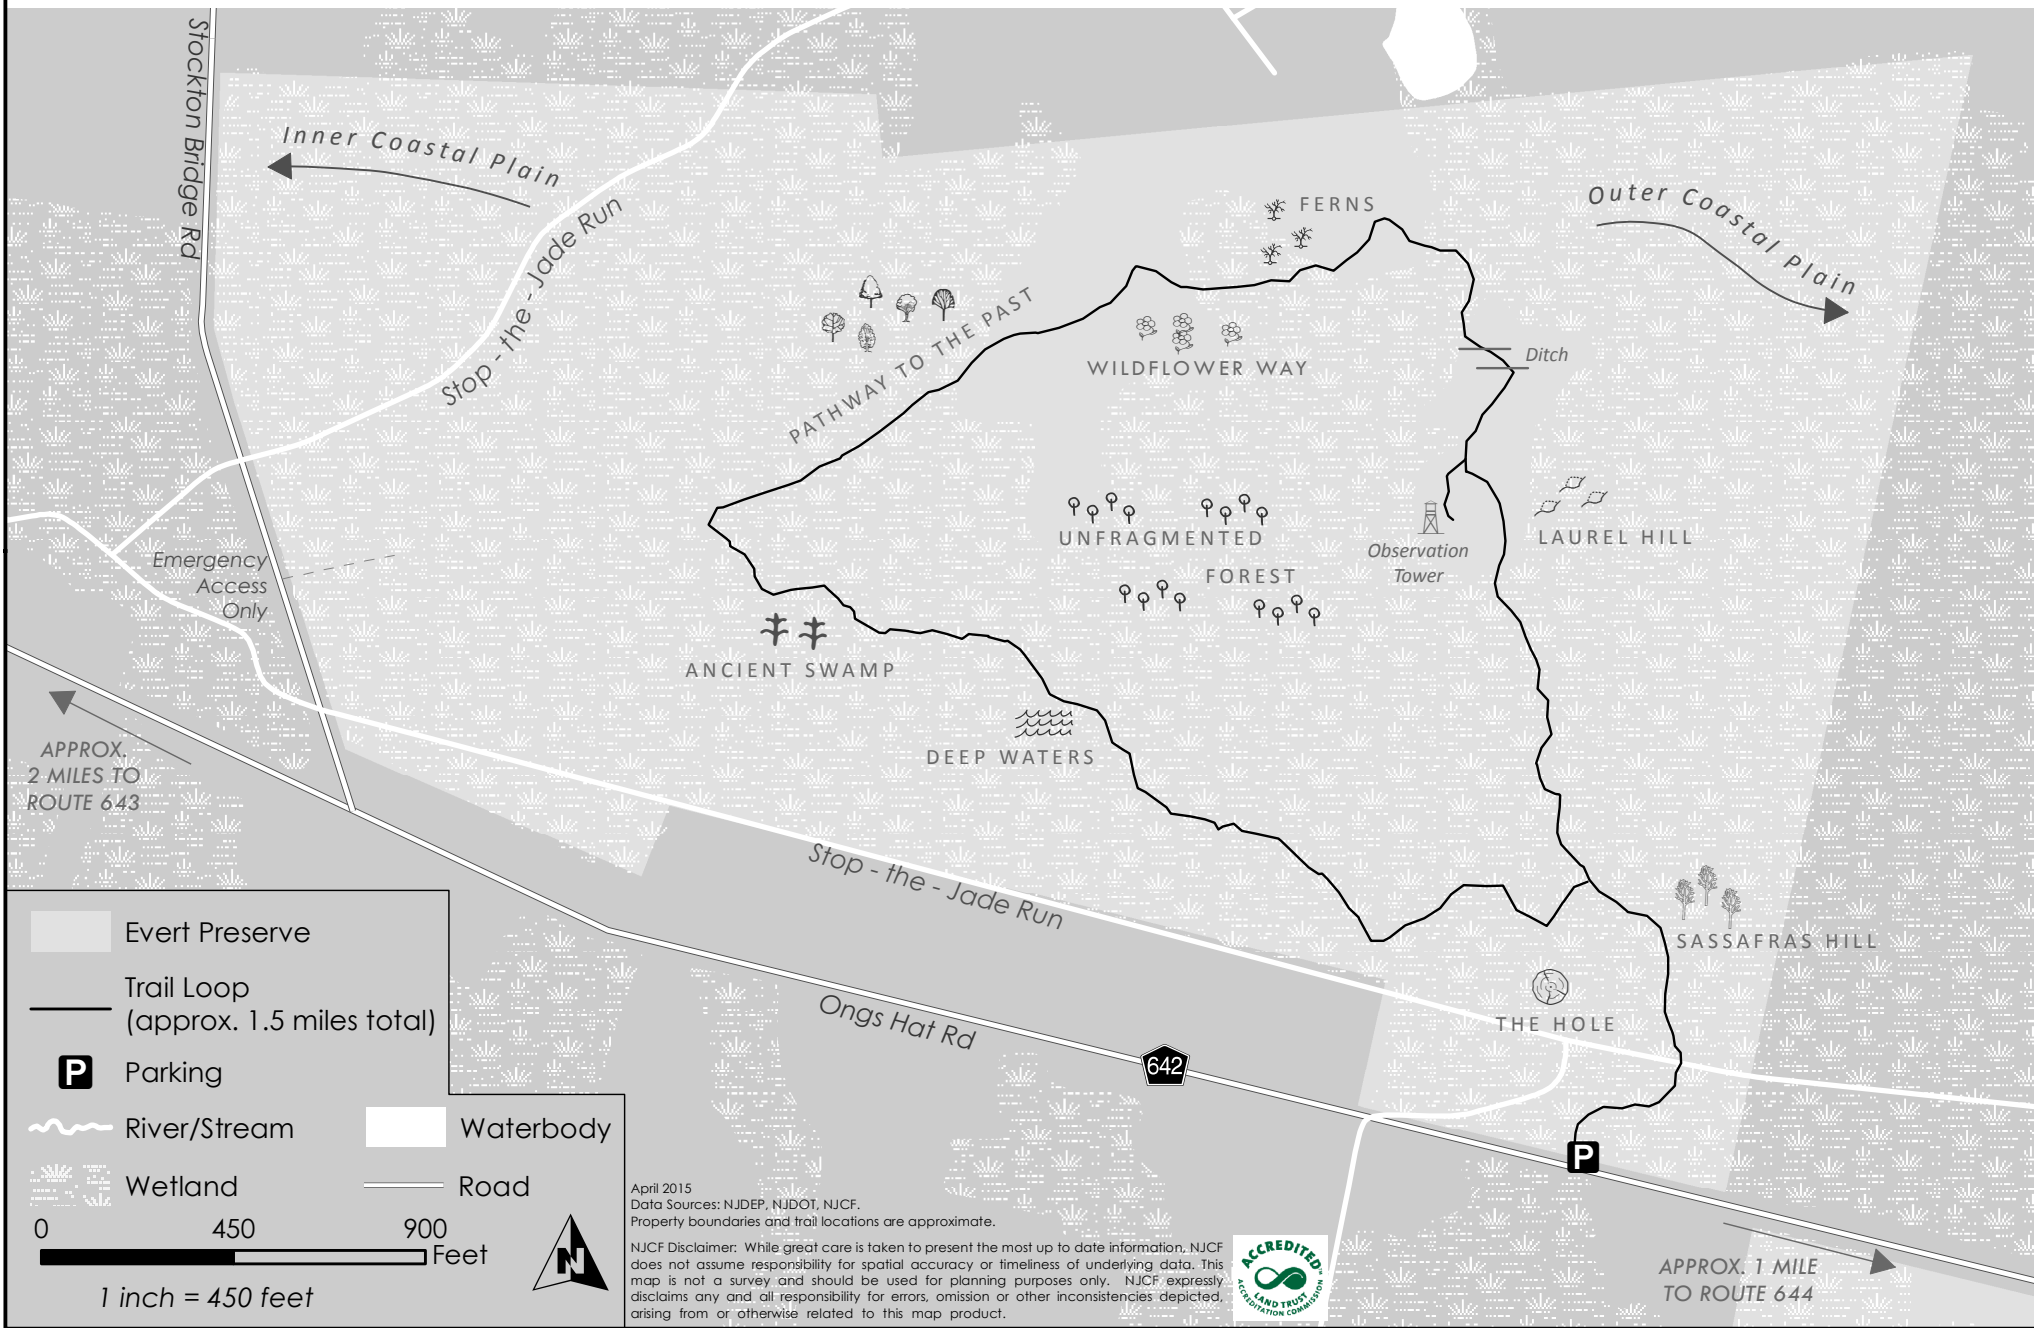 Stockton Bridge Rd
Inner Coastal Plain
Stop - the - Jade Run
FERNS
Outer Coastal Plain
PATHWAY TO THE PAST
WILDFLOWER WAY
Ditch
UNFRAGMENTED
FOREST
Observation
Tower
LAUREL HILL
Emergency
Access
Only
ANCIENT SWAMP
DEEP WATERS
APPROX.
2 MILES TO
ROUTE 643
Stop - the - Jade Run
SASSAFRAS HILL
THE HOLE
Ongs Hat Rd
642
P
APPROX. 1 MILE
TO ROUTE 644
Evert Preserve
Trail Loop
(approx. 1.5 miles total)
P Parking
River/Stream
Waterbody
Wetland
Road
0 450 900
Feet
1 inch = 450 feet
N
April 2015
Data Sources: NJDEP, NJDOT, NJCF.
Property boundaries and trail locations are approximate.
NJCF Disclaimer: While great care is taken to present the most up to date information, NJCF
does not assume responsibility for spatial accuracy or timeliness of underlying data. This
map is not a survey and should be used for planning purposes only. NJCF expressly
disclaims any and all responsibility for errors, omission or other inconsistencies depicted,
arising from or otherwise related to this map product.
ACCREDITED™
LAND TRUST
ACCREDITATION COMMISSION